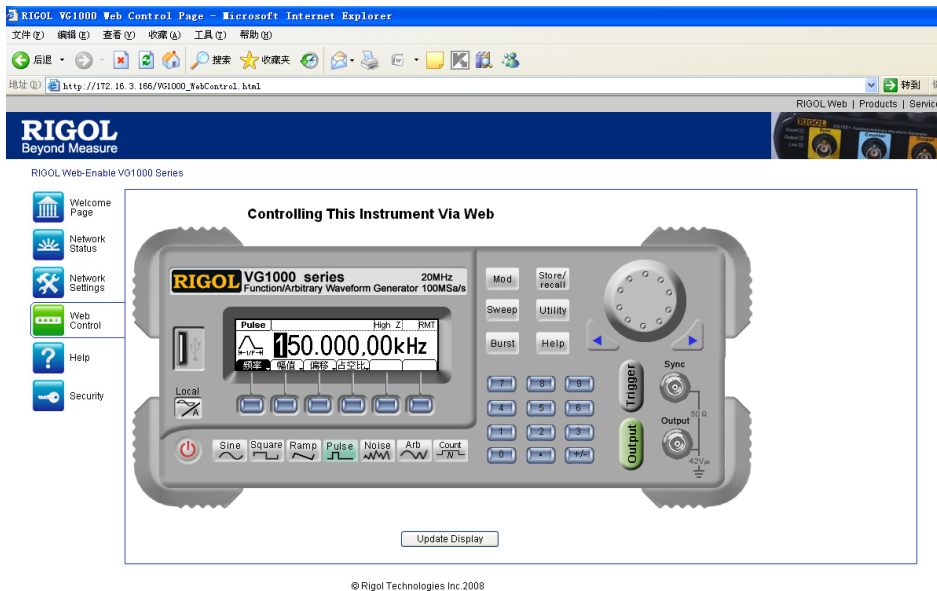 RIGOL VG1000 Web Control Page - Microsoft Internet Explorer
文件(F) 编辑(E) 查看(V) 收藏(A) 工具(T) 帮助(H)
后退 搜索 收藏夹
地址(D) http://172.16.3.166/VG1000_WebControl.html 转到
RIGOL Web | Products | Service
RIGOL
Beyond Measure
RIGOL
Counter
Output
RIGOL Web-Enable VG1000 Series
Welcome
Page
Network
Status
Network
Settings
Web
Control
Help
Security
Controlling This Instrument Via Web
RIGOL VG1000 series 20MHz
Function/Arbitrary Waveform Generator 100MSa/s
Pulse High Z RMT
150.000,00kHz
频率 幅值 偏移 占空比
Local
Sine Square Ramp Pulse Noise Arb Count
N
Mod Store/
recall
Sweep Utility
Burst Help
7 8 9
4 5 6
1 2 3
0 . +/-
Trigger
Output
Sync
50 Ω
Output
42Vpk
Update Display
© Rigol Technologies Inc.2008